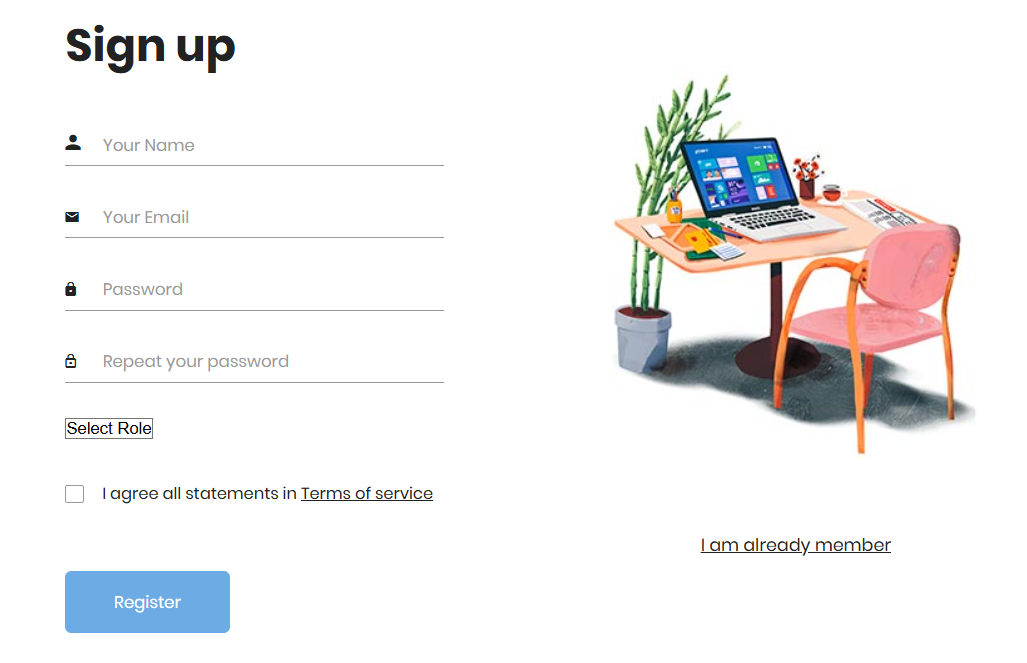 Sign up
Your Name
Your Email
Password
Repeat your password
Select Role
I agree all statements in Terms of service
I am already member
Register